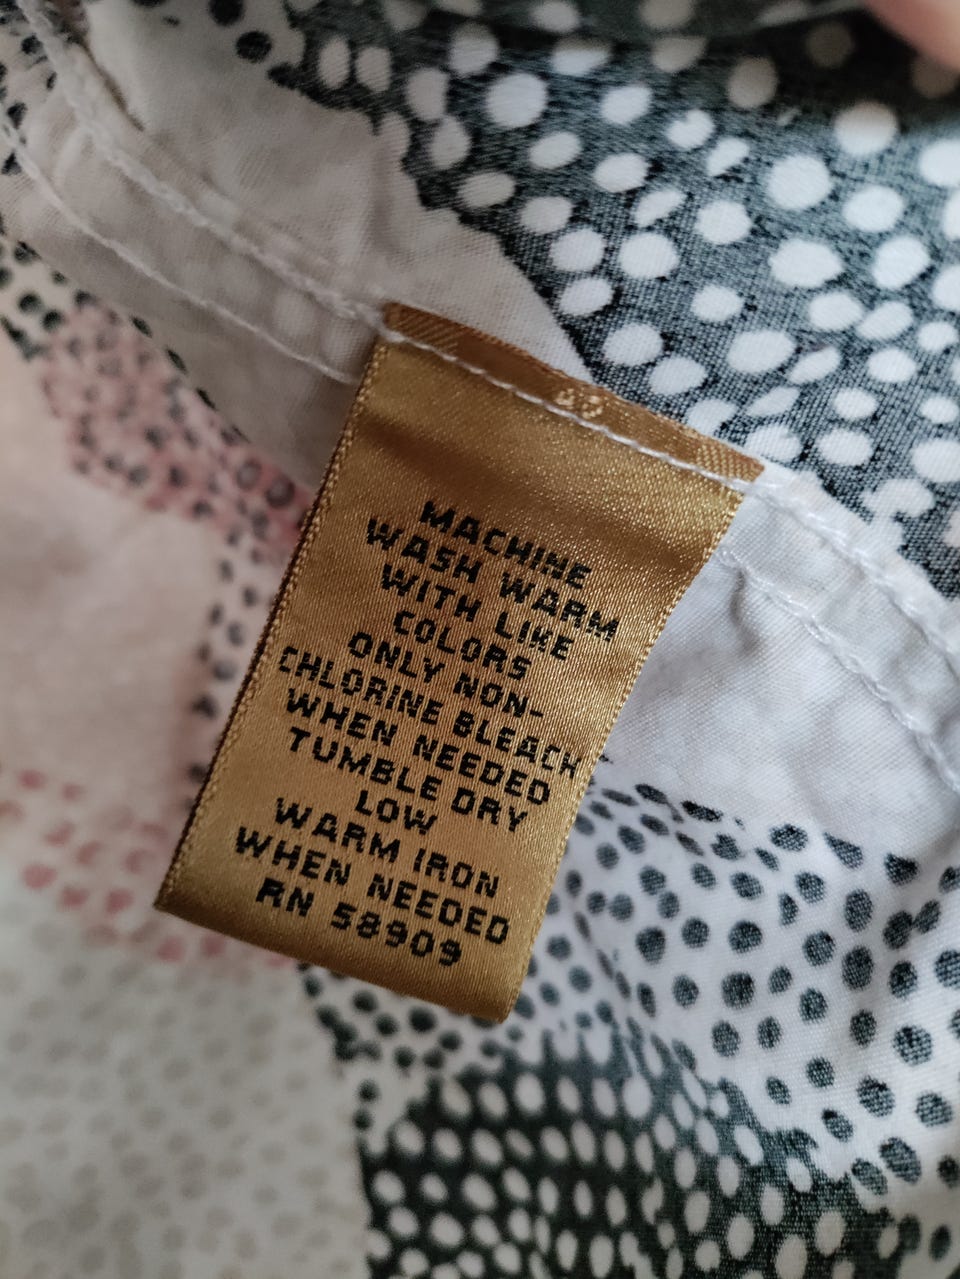 MACHINE
WASH WARM
WITH LIKE
COLORS
ONLY NON-
CHLORINE BLEACH
WHEN NEEDED
TUMBLE DRY
LOW
WARM IRON
WHEN NEEDED
RN 58909